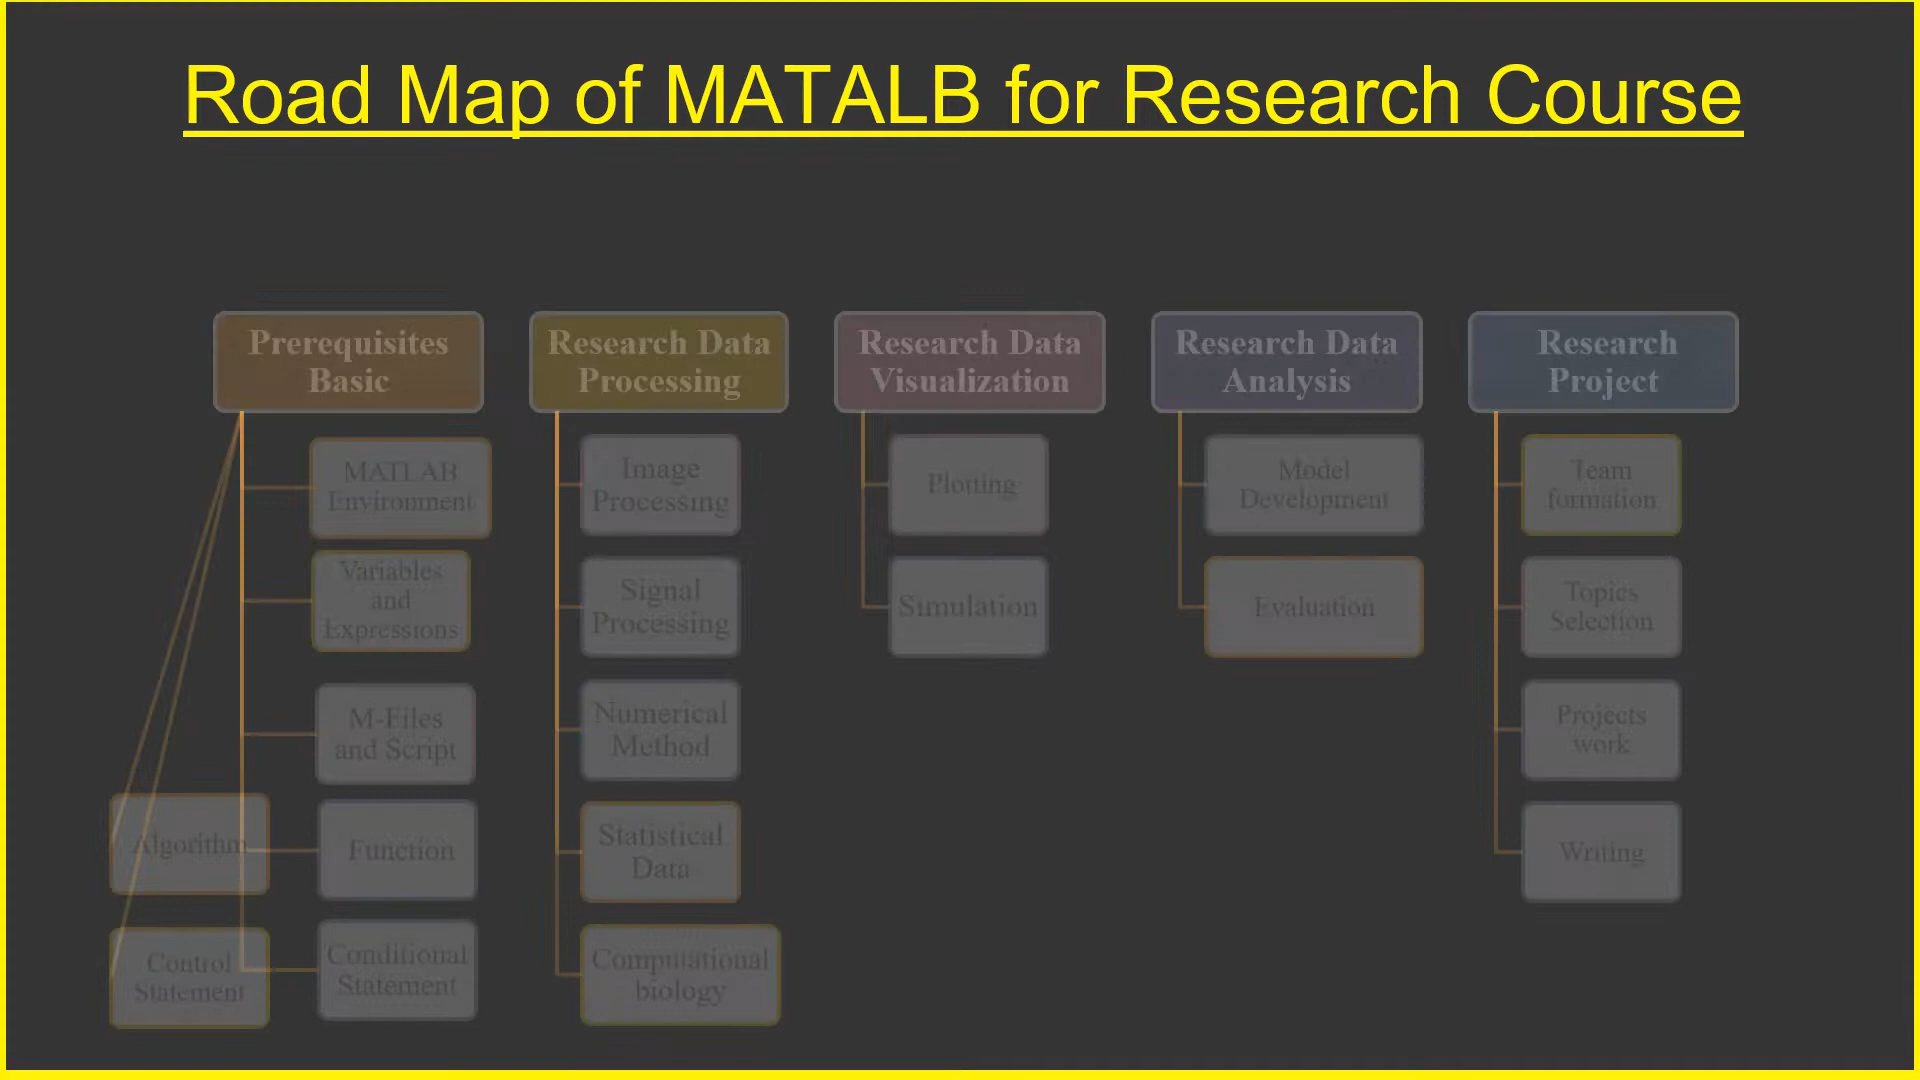 Road Map of MATALB for Research Course
Prerequisites
Basic
MATLAB
Environment
Variables
and
Expressions
M-Files
and Script
Algorithm
Function
Control
Statement
Conditional
Statement
Research Data
Processing
Image
Processing
Signal
Processing
Numerical
Method
Statistical
Data
Computational
biology
Research Data
Visualization
Plotting
Simulation
Research Data
Analysis
Model
Development
Evaluation
Research
Project
Team
formation
Topics
Selection
Projects
work
Writing